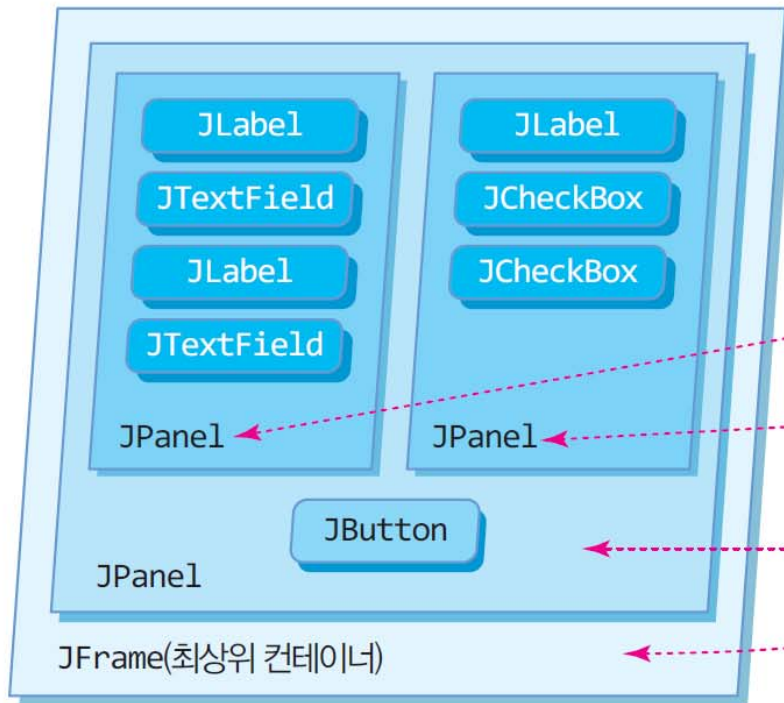 JLabel
JTextField
JLabel
JTextField
JPanel
JLabel
JCheckBox
JCheckBox
JPanel
JButton
JPanel
JFrame(최상위 컨테이너)